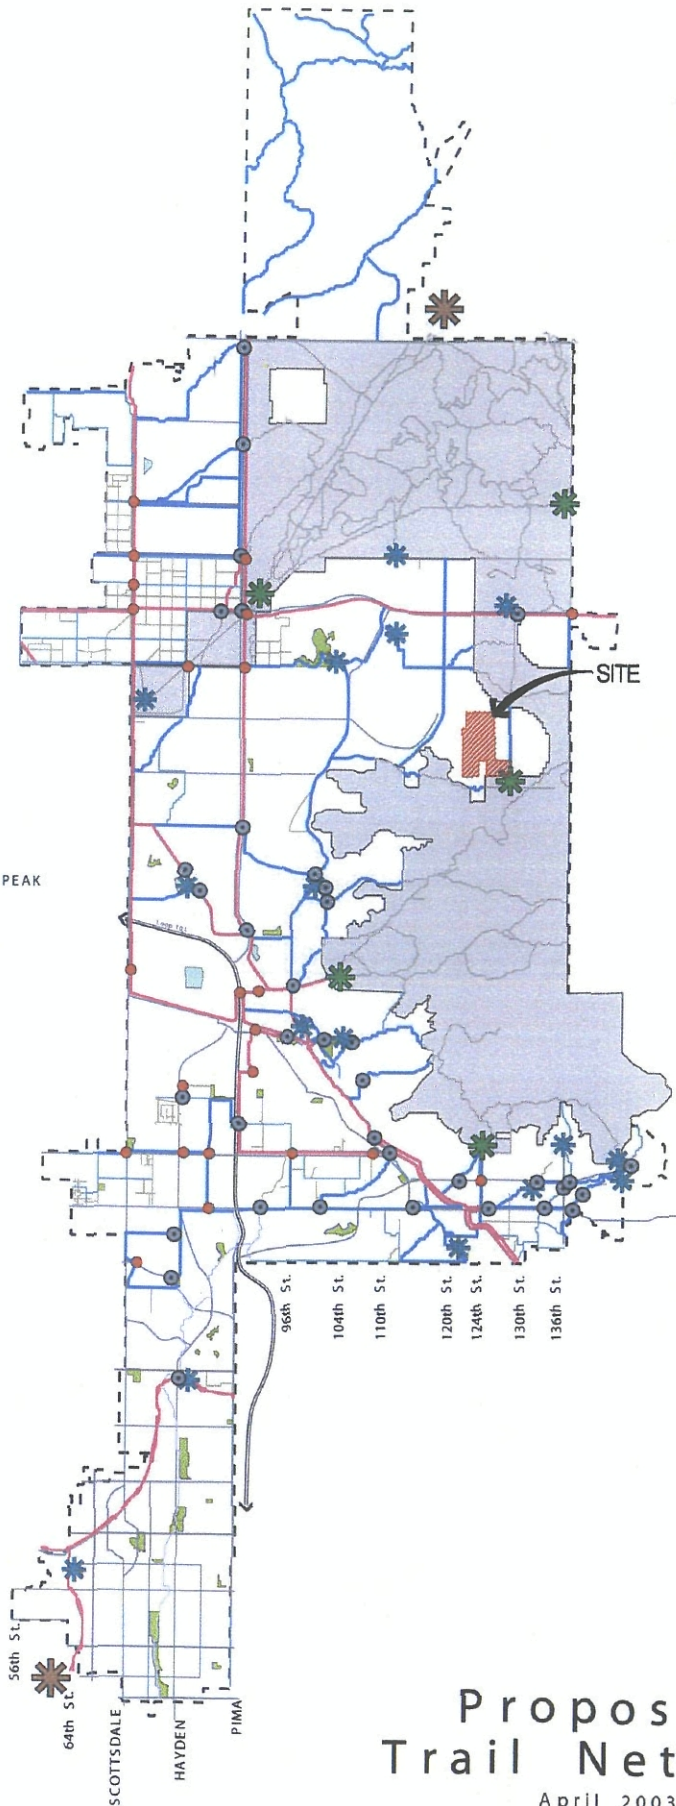 SITE
PEAK
Loop 101
96th St.
104th St.
110th St.
120th St.
124th St.
130th St.
136th St.
56th St.
64th St.
SCOTTSDALE
HAYDEN
PIMA
Propos
Trail Net
April 2003